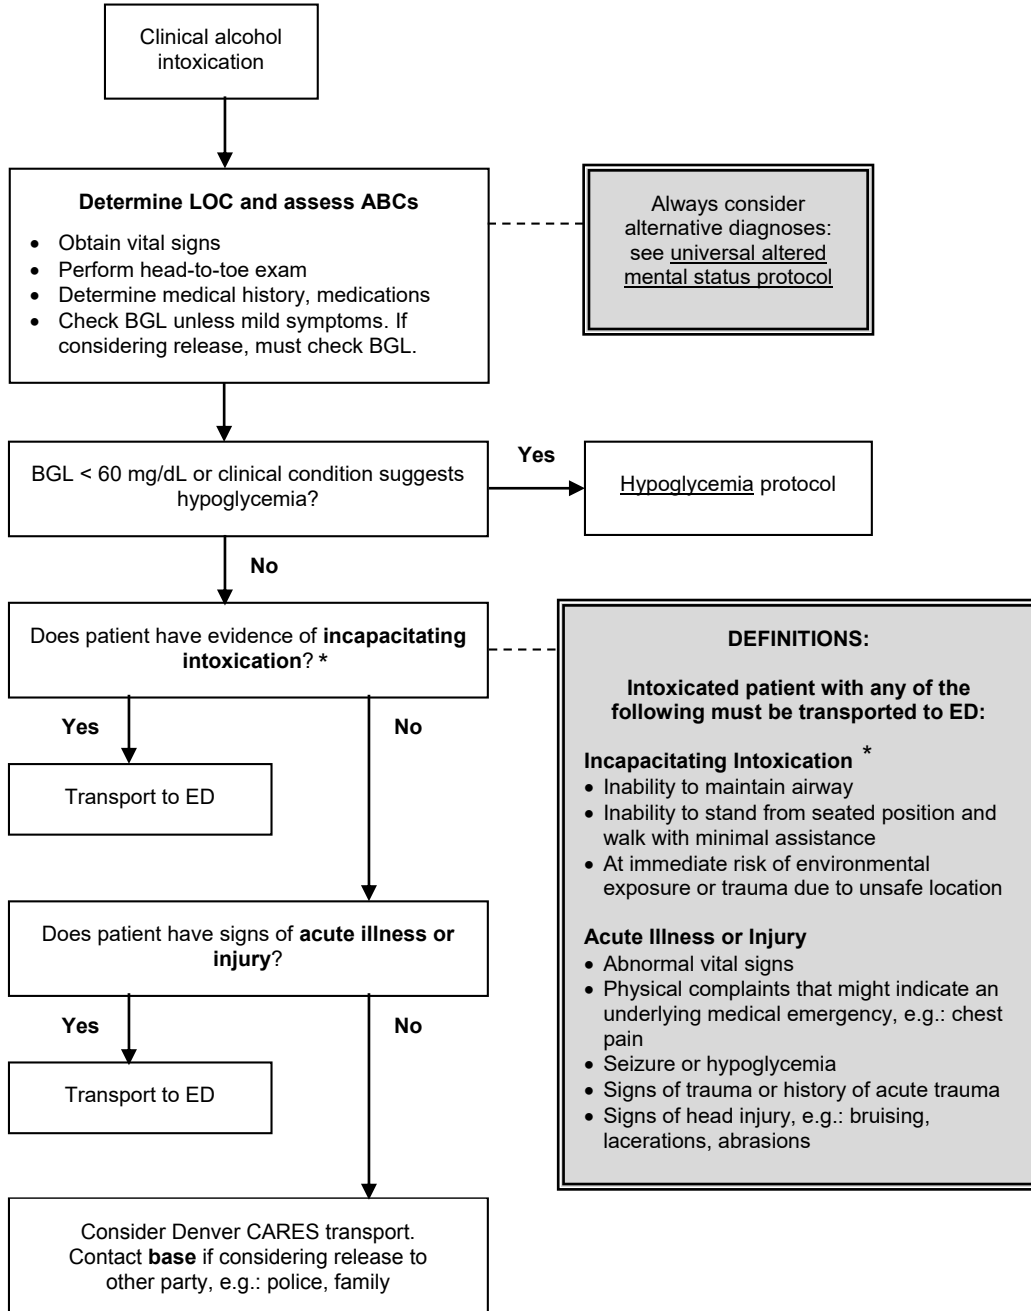 Clinical alcohol
intoxication
Determine LOC and assess ABCs
• Obtain vital signs
• Perform head-to-toe exam
• Determine medical history, medications
• Check BGL unless mild symptoms. If
considering release, must check BGL.
Always consider
alternative diagnoses:
see universal altered
mental status protocol
BGL < 60 mg/dL or clinical condition suggests
hypoglycemia?
Yes
Hypoglycemia protocol
No
Does patient have evidence of incapacitating
intoxication? *
Yes
No
Transport to ED
DEFINITIONS:
Intoxicated patient with any of the
following must be transported to ED:
Incapacitating Intoxication *
• Inability to maintain airway
• Inability to stand from seated position and
walk with minimal assistance
• At immediate risk of environmental
exposure or trauma due to unsafe location
Acute Illness or Injury
• Abnormal vital signs
• Physical complaints that might indicate an
underlying medical emergency, e.g.: chest
pain
• Seizure or hypoglycemia
• Signs of trauma or history of acute trauma
• Signs of head injury, e.g.: bruising,
lacerations, abrasions
Does patient have signs of acute illness or
injury?
Yes
No
Transport to ED
Consider Denver CARES transport.
Contact base if considering release to
other party, e.g.: police, family